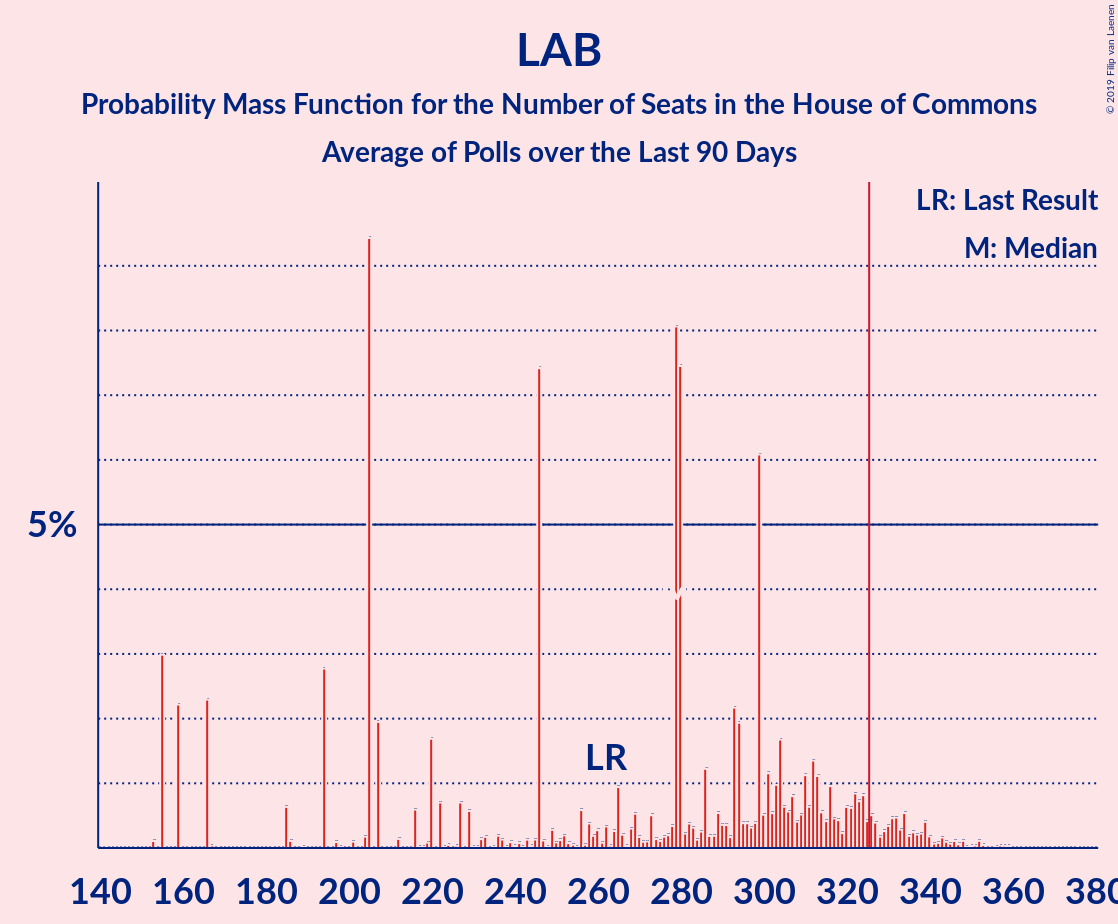 LAB
Probability Mass Function for the Number of Seats in the House of Commons
Average of Polls over the Last 90 Days
© 2019 Filip van Laenen
LR: Last Result
M: Median
5%
LR
140 160 180 200 220 240 260 280 300 320 340 360 380